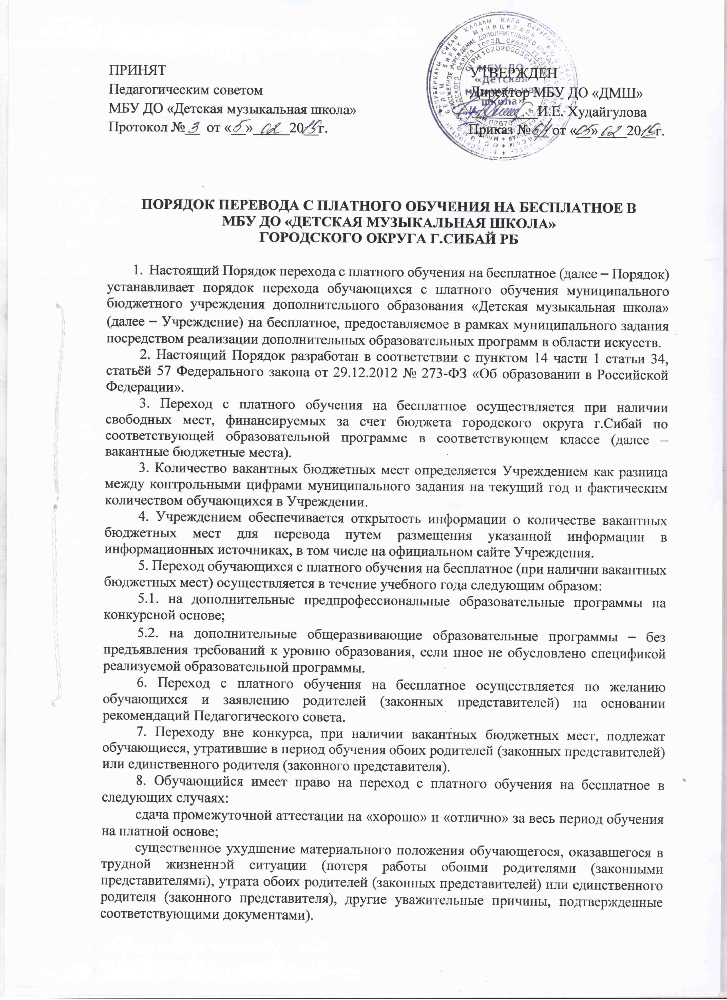 ПРИНЯТ
Педагогическим советом
МБУ ДО «Детская музыкальная школа»
Протокол № 3 от «5» 02 2019г.
УТВЕРЖДЕН
Директор МБУ ДО «ДМШ»
И.Е. Худайгулова
Приказ № от «05» 02 2019г.
МБУ ДО
«Детская
музыкальная
школа»
ПОРЯДОК ПЕРЕВОДА С ПЛАТНОГО ОБУЧЕНИЯ НА БЕСПЛАТНОЕ В
МБУ ДО «ДЕТСКАЯ МУЗЫКАЛЬНАЯ ШКОЛА»
ГОРОДСКОГО ОКРУГА Г.СИБАЙ РБ
1. Настоящий Порядок перехода с платного обучения на бесплатное (далее – Порядок)
устанавливает порядок перехода обучающихся с платного обучения муниципального
бюджетного учреждения дополнительного образования «Детская музыкальная школа»
(далее – Учреждение) на бесплатное, предоставляемое в рамках муниципального задания
посредством реализации дополнительных образовательных программ в области искусств.
2. Настоящий Порядок разработан в соответствии с пунктом 14 части 1 статьи 34,
статьёй 57 Федерального закона от 29.12.2012 № 273-ФЗ «Об образовании в Российской
Федерации».
3. Переход с платного обучения на бесплатное осуществляется при наличии
свободных мест, финансируемых за счет бюджета городского округа г.Сибай по
соответствующей образовательной программе в соответствующем классе (далее –
вакантные бюджетные места).
3. Количество вакантных бюджетных мест определяется Учреждением как разница
между контрольными цифрами муниципального задания на текущий год и фактическим
количеством обучающихся в Учреждении.
4. Учреждением обеспечивается открытость информации о количестве вакантных
бюджетных мест для перевода путем размещения указанной информации в
информационных источниках, в том числе на официальном сайте Учреждения.
5. Переход обучающихся с платного обучения на бесплатное (при наличии вакантных
бюджетных мест) осуществляется в течение учебного года следующим образом:
5.1. на дополнительные предпрофессиональные образовательные программы на
конкурсной основе;
5.2. на дополнительные общеразвивающие образовательные программы – без
предъявления требований к уровню образования, если иное не обусловлено спецификой
реализуемой образовательной программы.
6. Переход с платного обучения на бесплатное осуществляется по желанию
обучающихся и заявлению родителей (законных представителей) на основании
рекомендаций Педагогического совета.
7. Переходу вне конкурса, при наличии вакантных бюджетных мест, подлежат
обучающиеся, утратившие в период обучения обоих родителей (законных представителей)
или единственного родителя (законного представителя).
8. Обучающийся имеет право на переход с платного обучения на бесплатное в
следующих случаях:
сдача промежуточной аттестации на «хорошо» и «отлично» за весь период обучения
на платной основе;
существенное ухудшение материального положения обучающегося, оказавшегося в
трудной жизненной ситуации (потеря работы обоими родителями (законными
представителями), утрата обоих родителей (законных представителей) или единственного
родителя (законного представителя), другие уважительные причины, подтвержденные
соответствующими документами).